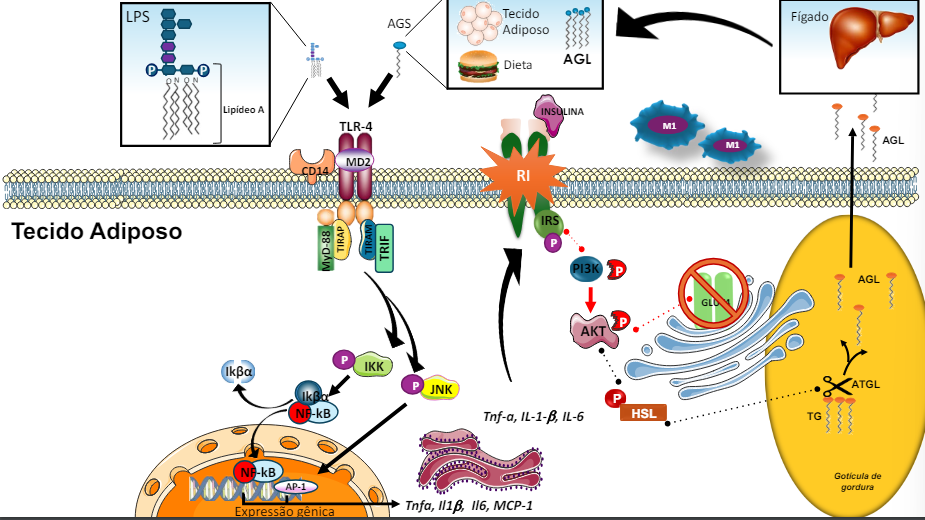 LPS
P
P
O
N
O
N
Lipídeo A
AGS
Tecido
Adiposo
Dieta
AGL
Fígado
AGL
TLR-4
CD14
MD2
INSULINA
M1
M1
RI
Tecido Adiposo
MyD-88
TIRAP
TIRAM
TRIF
IRS
P
PI3K
P
AKT
P
GLUT4
AGL
Ikβα
P
IKK
P
JNK
Ikβα
NF-kB
P
HSL
ATGL
TG
Tnf-α, IL-1-β, IL-6
NF-kB
AP-1
Expressão gênica
Tnfa, Il1β, Il6, MCP-1
Gotícula de
gordura